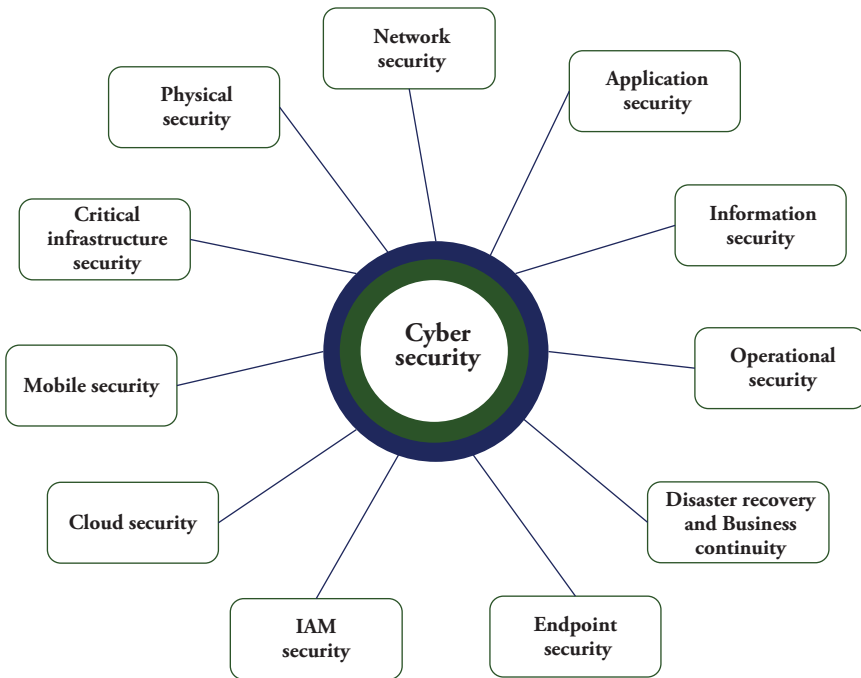 Network
security
Application
security
Physical
security
Information
security
Critical
infrastructure
security
Cyber
security
Operational
security
Mobile security
Disaster recovery
and Business
continuity
Cloud security
IAM
security
Endpoint
security